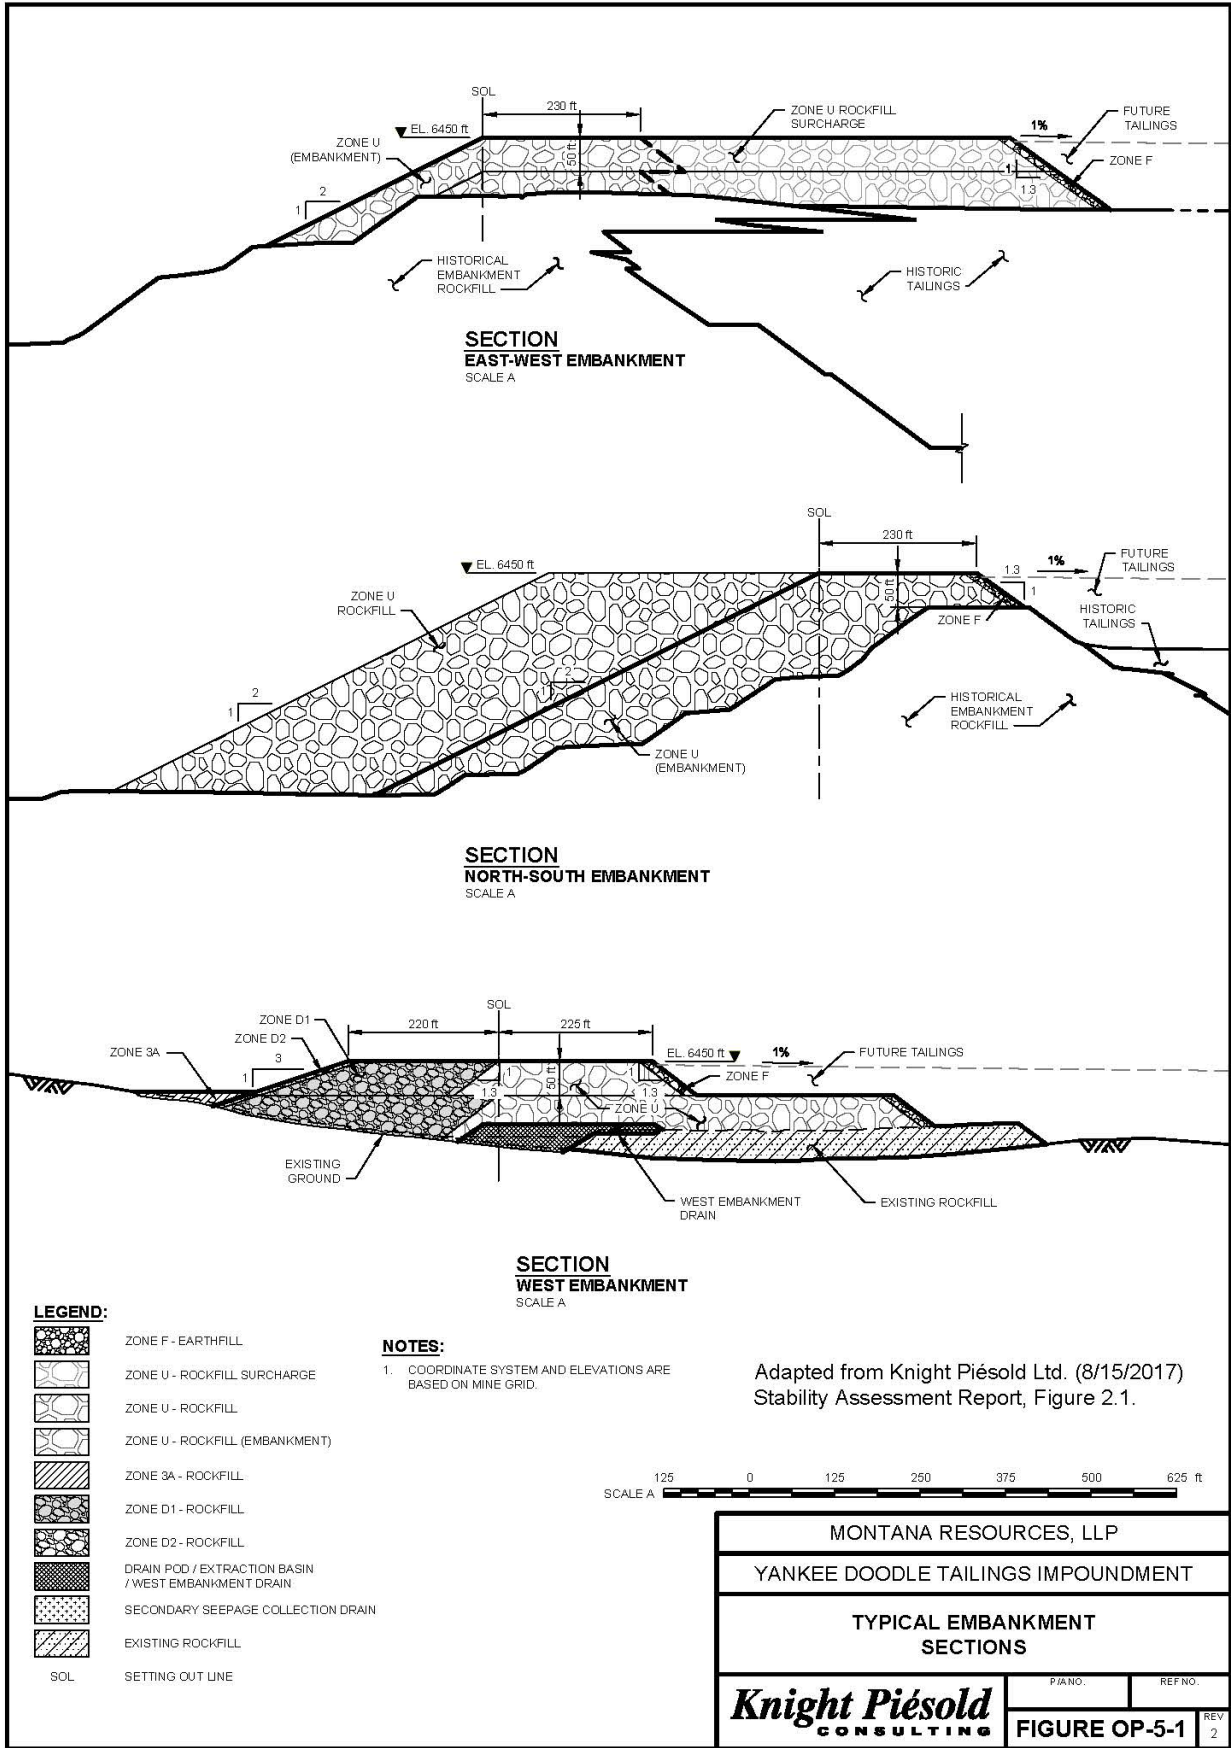 SOL
230 ft
ZONE U ROCKFILL
SURCHARGE
FUTURE
TAILINGS
1%
EL. 6450 ft
ZONE U
(EMBANKMENT)
50 ft
ZONE F
1
1.3
2
1
HISTORICAL
EMBANKMENT
ROCKFILL
HISTORIC
TAILINGS
SECTION
EAST-WEST EMBANKMENT
SCALE A
SOL
230 ft
EL. 6450 ft
1.3
1%
FUTURE
TAILINGS
1
50 ft
ZONE U
ROCKFILL
ZONE F
HISTORIC
TAILINGS
2
1
2
1
HISTORICAL
EMBANKMENT
ROCKFILL
ZONE U
(EMBANKMENT)
SECTION
NORTH-SOUTH EMBANKMENT
SCALE A
SOL
ZONE D1
220 ft
225 ft
ZONE D2
ZONE 3A
3
1
EL. 6450 ft
1%
FUTURE TAILINGS
1
1.3
50 ft
1
1.3
ZONE F
ZONE U
EXISTING
GROUND
WEST EMBANKMENT
DRAIN
EXISTING ROCKFILL
SECTION
WEST EMBANKMENT
SCALE A
LEGEND:
ZONE F - EARTHFILL
ZONE U - ROCKFILL SURCHARGE
ZONE U - ROCKFILL
ZONE U - ROCKFILL (EMBANKMENT)
ZONE 3A - ROCKFILL
ZONE D1 - ROCKFILL
ZONE D2 - ROCKFILL
DRAIN POD / EXTRACTION BASIN
/ WEST EMBANKMENT DRAIN
SECONDARY SEEPAGE COLLECTION DRAIN
EXISTING ROCKFILL
SOL SETTING OUT LINE
NOTES:
1. COORDINATE SYSTEM AND ELEVATIONS ARE
BASED ON MINE GRID.
Adapted from Knight Piésold Ltd. (8/15/2017)
Stability Assessment Report, Figure 2.1.
SCALE A 125 0 125 250 375 500 625 ft
MONTANA RESOURCES, LLP
YANKEE DOODLE TAILINGS IMPOUNDMENT
TYPICAL EMBANKMENT
SECTIONS
Knight Piésold
CONSULTING
P/A NO.
REF NO.
FIGURE OP-5-1
REV
2